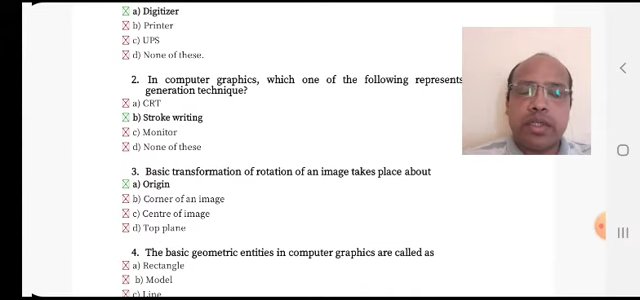 a) Digitizer
b) Printer
c) UPS
d) None of these.
2. In computer graphics, which one of the following represents
generation technique?
a) CRT
b) Stroke writing
c) Monitor
d) None of these
3. Basic transformation of rotation of an image takes place about
a) Origin
b) Corner of an image
c) Centre of image
d) Top plane
4. The basic geometric entities in computer graphics are called as
a) Rectangle
b) Model
c) Line